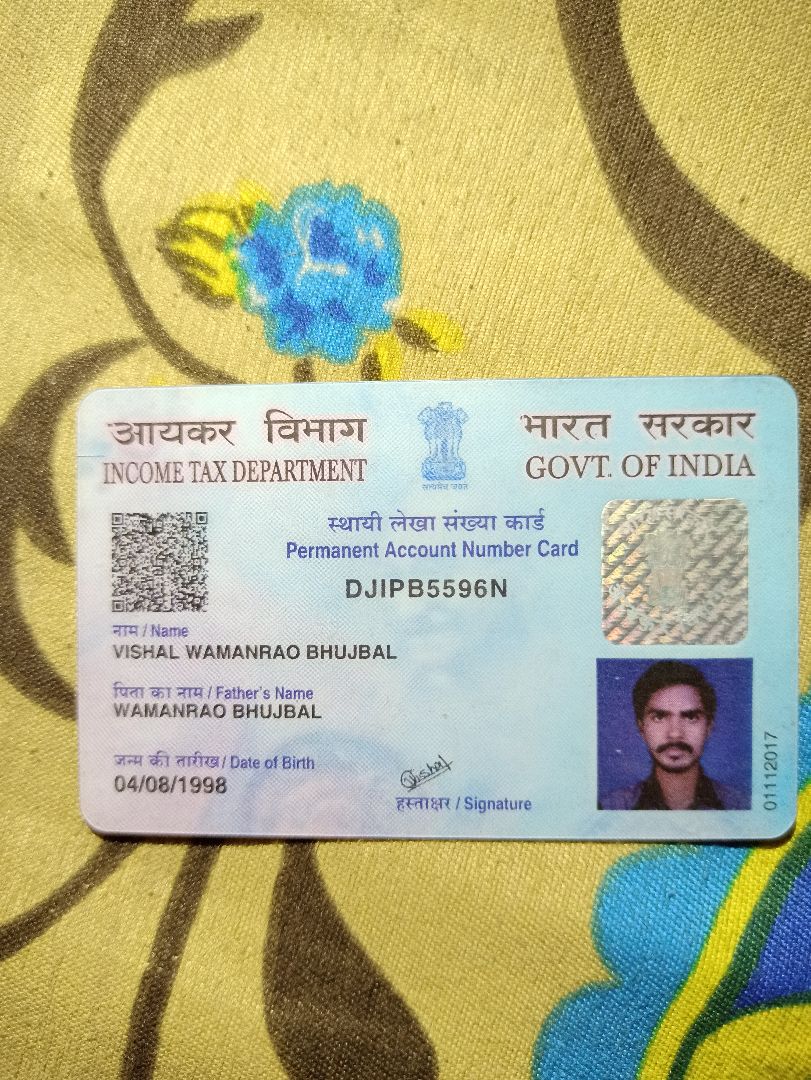 आयकर विभाग
INCOME TAX DEPARTMENT
सत्यमेव जयते
भारत सरकार
GOVT. OF INDIA
स्थायी लेखा संख्या कार्ड
Permanent Account Number Card
DJIPB5596N
नाम / Name
VISHAL WAMANRAO BHUJBAL
पिता का नाम / Father's Name
WAMANRAO BHUJBAL
जन्म की तारीख / Date of Birth
04/08/1998
Vishal
हस्ताक्षर / Signature
01112017